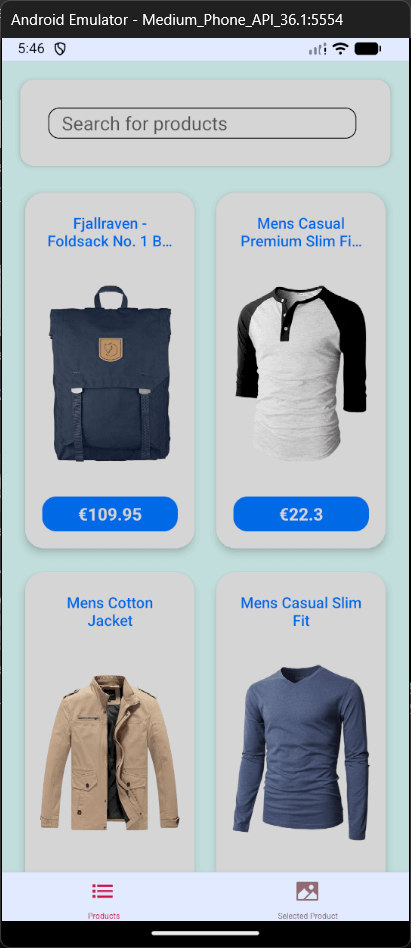 Android Emulator - Medium_Phone_API_36.1:5554
5:46
Search for products
Fjallraven -
Foldsack No. 1 B...
Mens Casual
Premium Slim Fi...
€109.95
€22.3
Mens Cotton
Jacket
Mens Casual Slim
Fit
Products
Selected Product